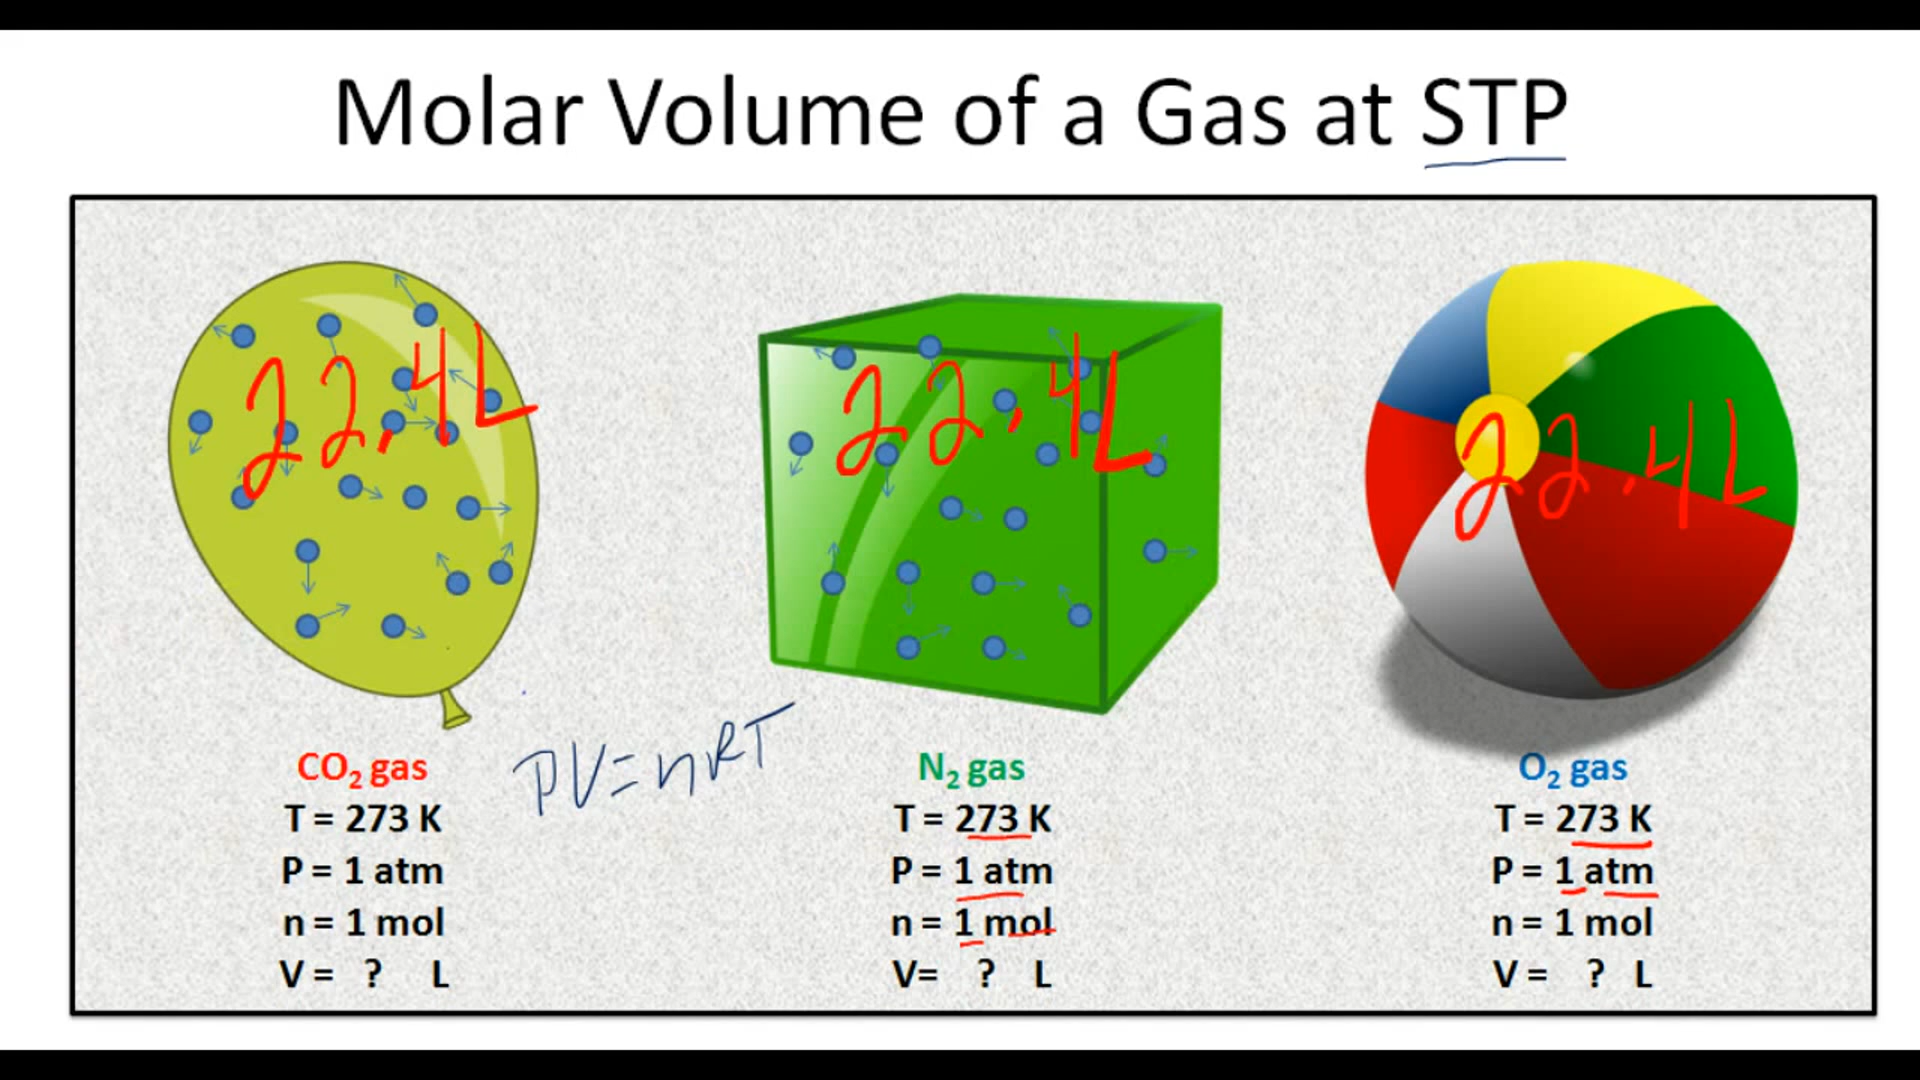 Molar Volume of a Gas at STP
22.4L
22.4L
22.4L
PV=nRT
CO₂ gas
T = 273 K
P = 1 atm
n = 1 mol
V = ? L
N₂ gas
T = 273 K
P = 1 atm
n = 1 mol
V= ? L
O₂ gas
T = 273 K
P = 1 atm
n = 1 mol
V = ? L